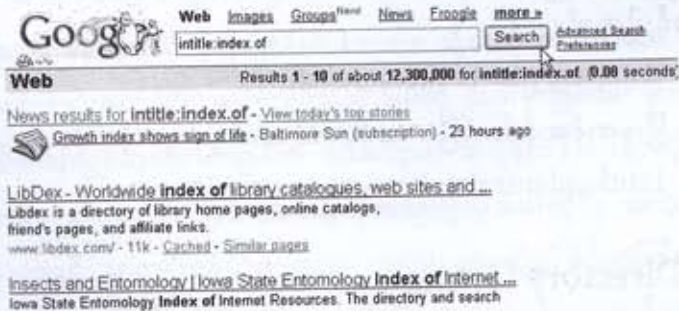 Web Images Groups New! News Froogle more »
Goog
intitle:index.of Search Advanced Search
Preferences
Web Results 1 - 10 of about 12,300,000 for intitle:index.of. (0.08 seconds)
News results for intitle:index.of - View today's top stories
Growth index shows sign of life - Baltimore Sun (subscription) - 23 hours ago
LibDex - Worldwide index of library catalogues, web sites and ...
Libdex is a directory of library home pages, online catalogs,
friend's pages, and affiliate links.
www.libdex.com/ - 11k - Cached - Similar pages
Insects and Entomology | Iowa State Entomology Index of Internet ...
Iowa State Entomology Index of Internet Resources. The directory and search